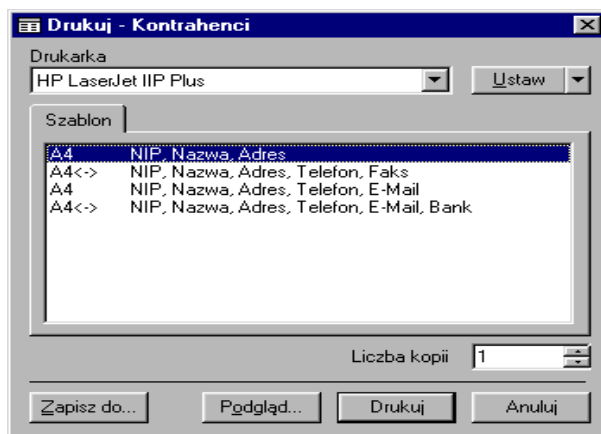 Drukuj - Kontrahenci
Drukarka
HP LaserJet IIP Plus
Ustaw
Szablon
A4 NIP, Nazwa, Adres
A4<-> NIP, Nazwa, Adres, Telefon, Faks
A4 NIP, Nazwa, Adres, Telefon, E-Mail
A4<-> NIP, Nazwa, Adres, Telefon, E-Mail, Bank
Liczba kopii 1
Zapisz do... Podgląd... Drukuj Anuluj